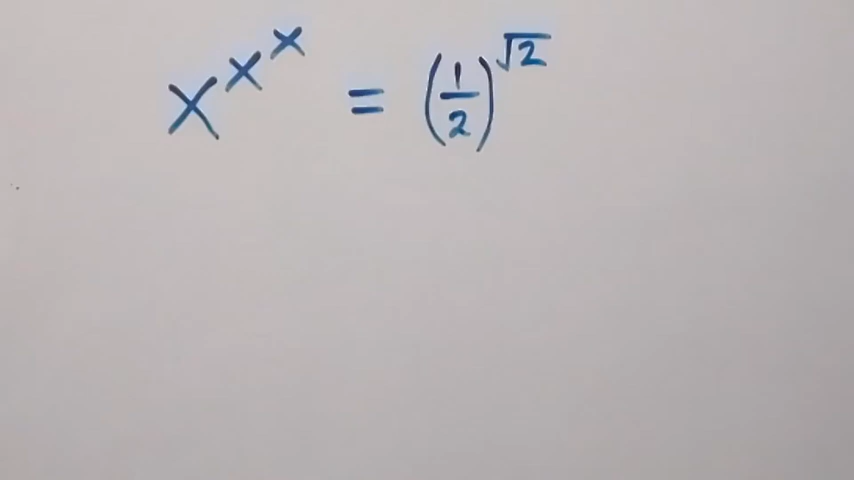 x^x^x = (1/2)^√2